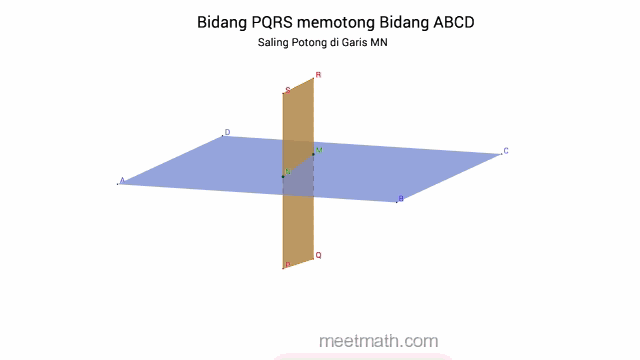 Bidang PQRS memotong Bidang ABCD
Saling Potong di Garis MN
R
S
D
M
C
N
A
B
Q
P
meetmath.com